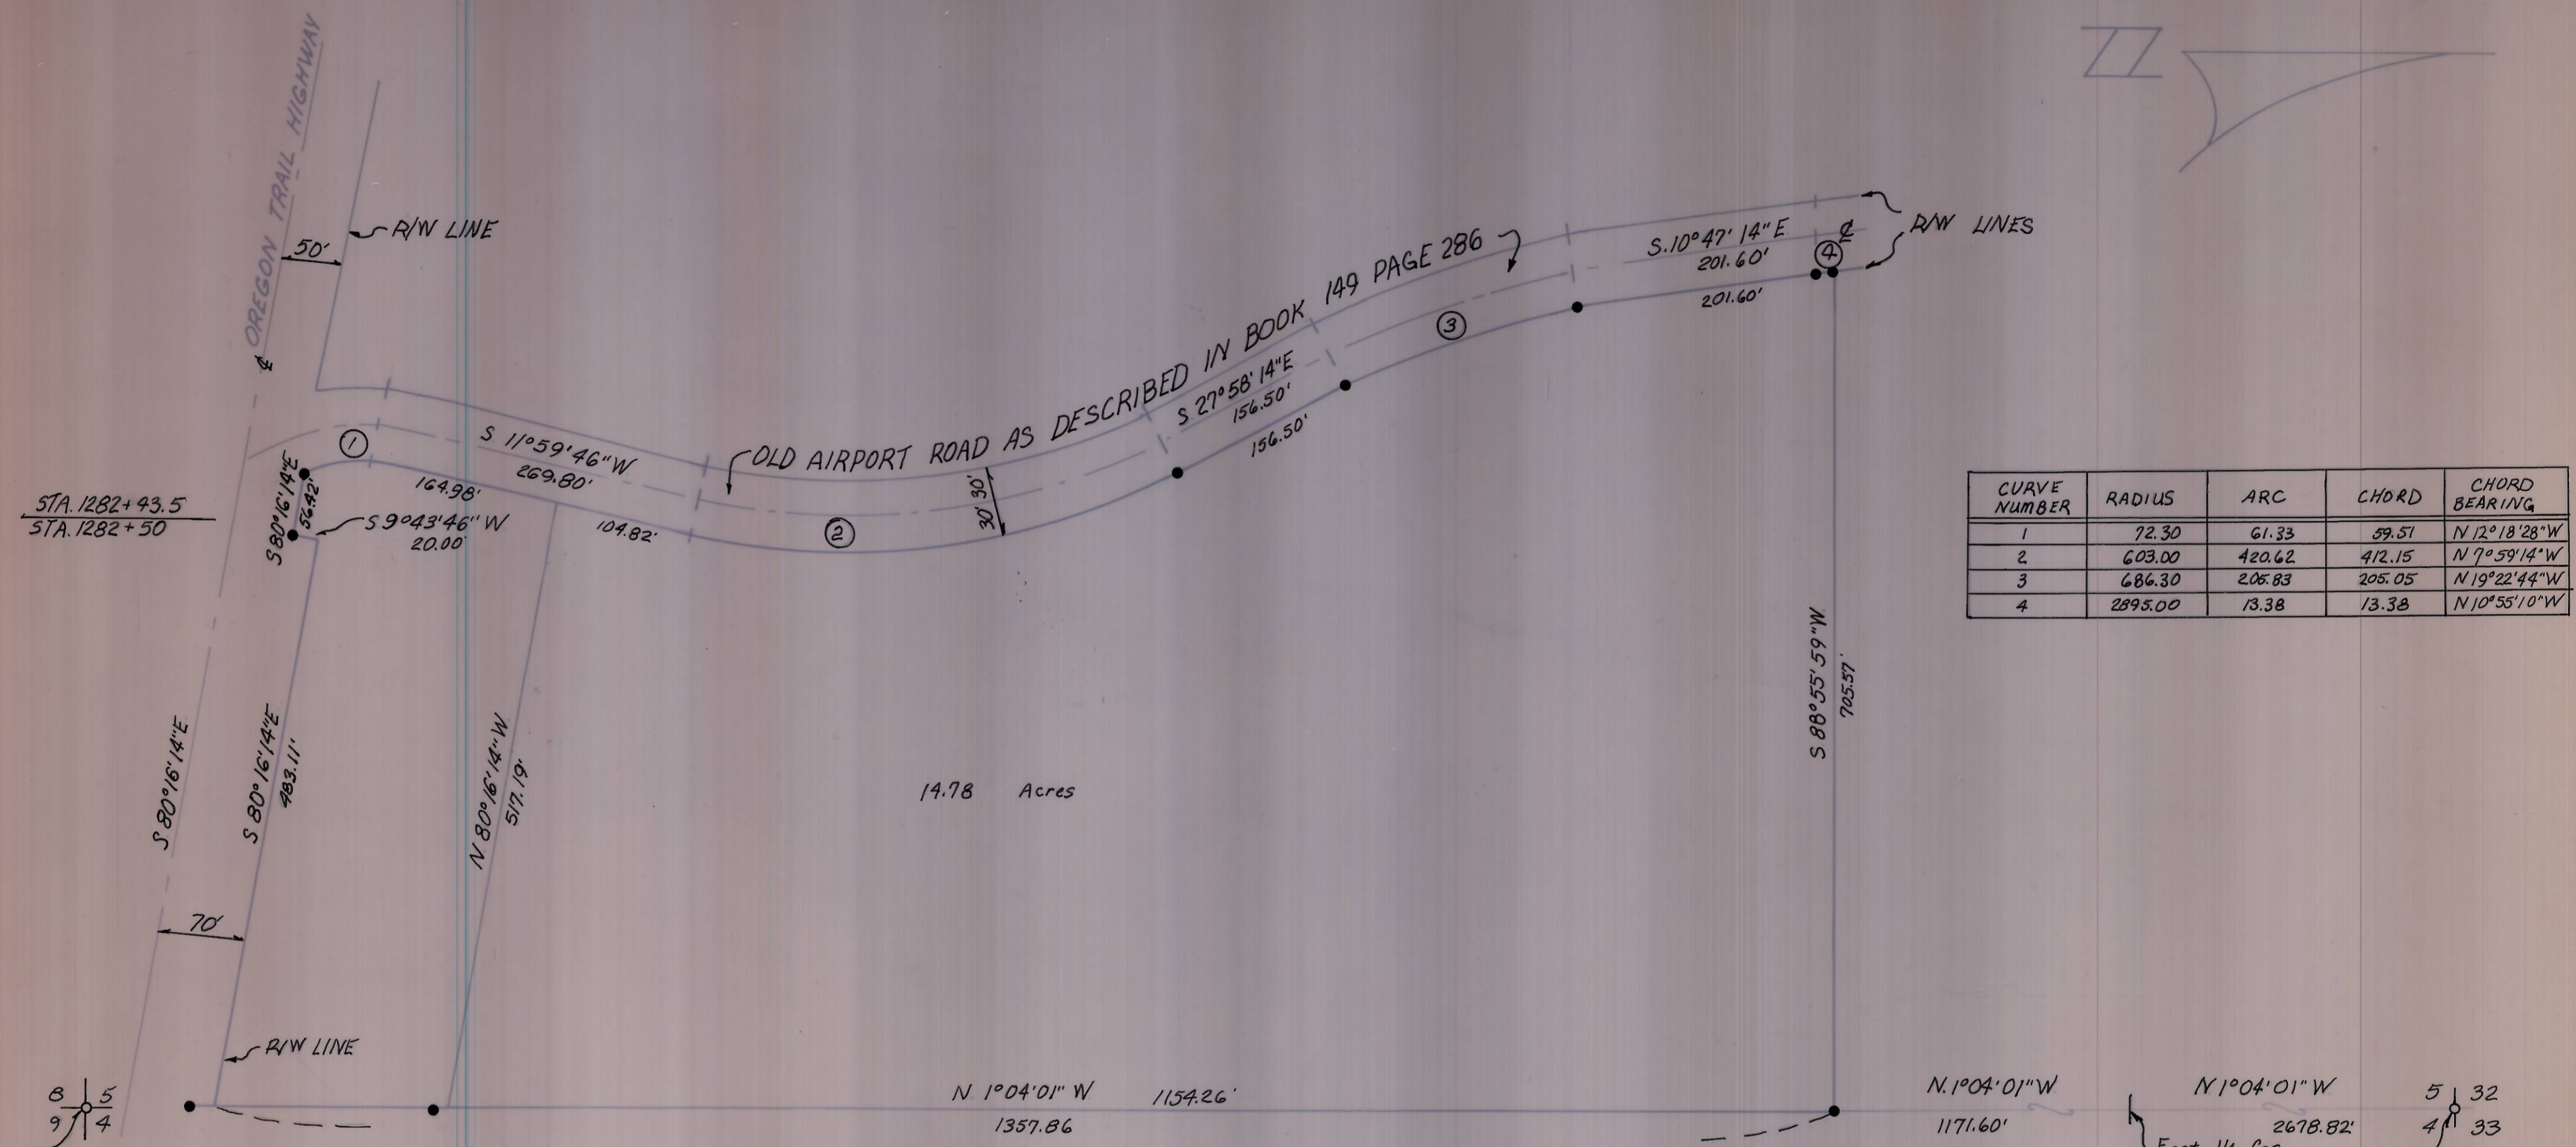 OREGON TRAIL HIGHWAY
℄
50'
R/W LINE
STA. 1282+43.5
STA. 1282+50
S 80°16'14"E
56.42'
S 9°43'46" W
20.00'
①
S 11°59'46" W
269.80'
164.98'
104.82'
OLD AIRPORT ROAD AS DESCRIBED IN BOOK 149 PAGE 286
30' 30'
②
S 27°58'14"E
156.50'
156.50'
③
S.10°47'14"E
201.60'
201.60'
④
℄
R/W LINES
CURVE NUMBER RADIUS ARC CHORD CHORD BEARING
1 72.30 61.33 59.51 N 12°18'28"W
2 603.00 420.62 412.15 N 7°59'14"W
3 686.30 205.83 205.05 N 19°22'44"W
4 2895.00 13.38 13.38 N 10°55'10"W
S 80°16'14"E
S 80°16'14"E
483.11'
N 80°16'14"W
517.19'
14.78 Acres
S 88°55'59"W
705.57'
70'
R/W LINE
8 5
9 4
N 1°04'01" W 1154.26'
1357.86
N.1°04'01"W
1171.60'
N 1°04'01" W
2678.82'
5 32
4 33